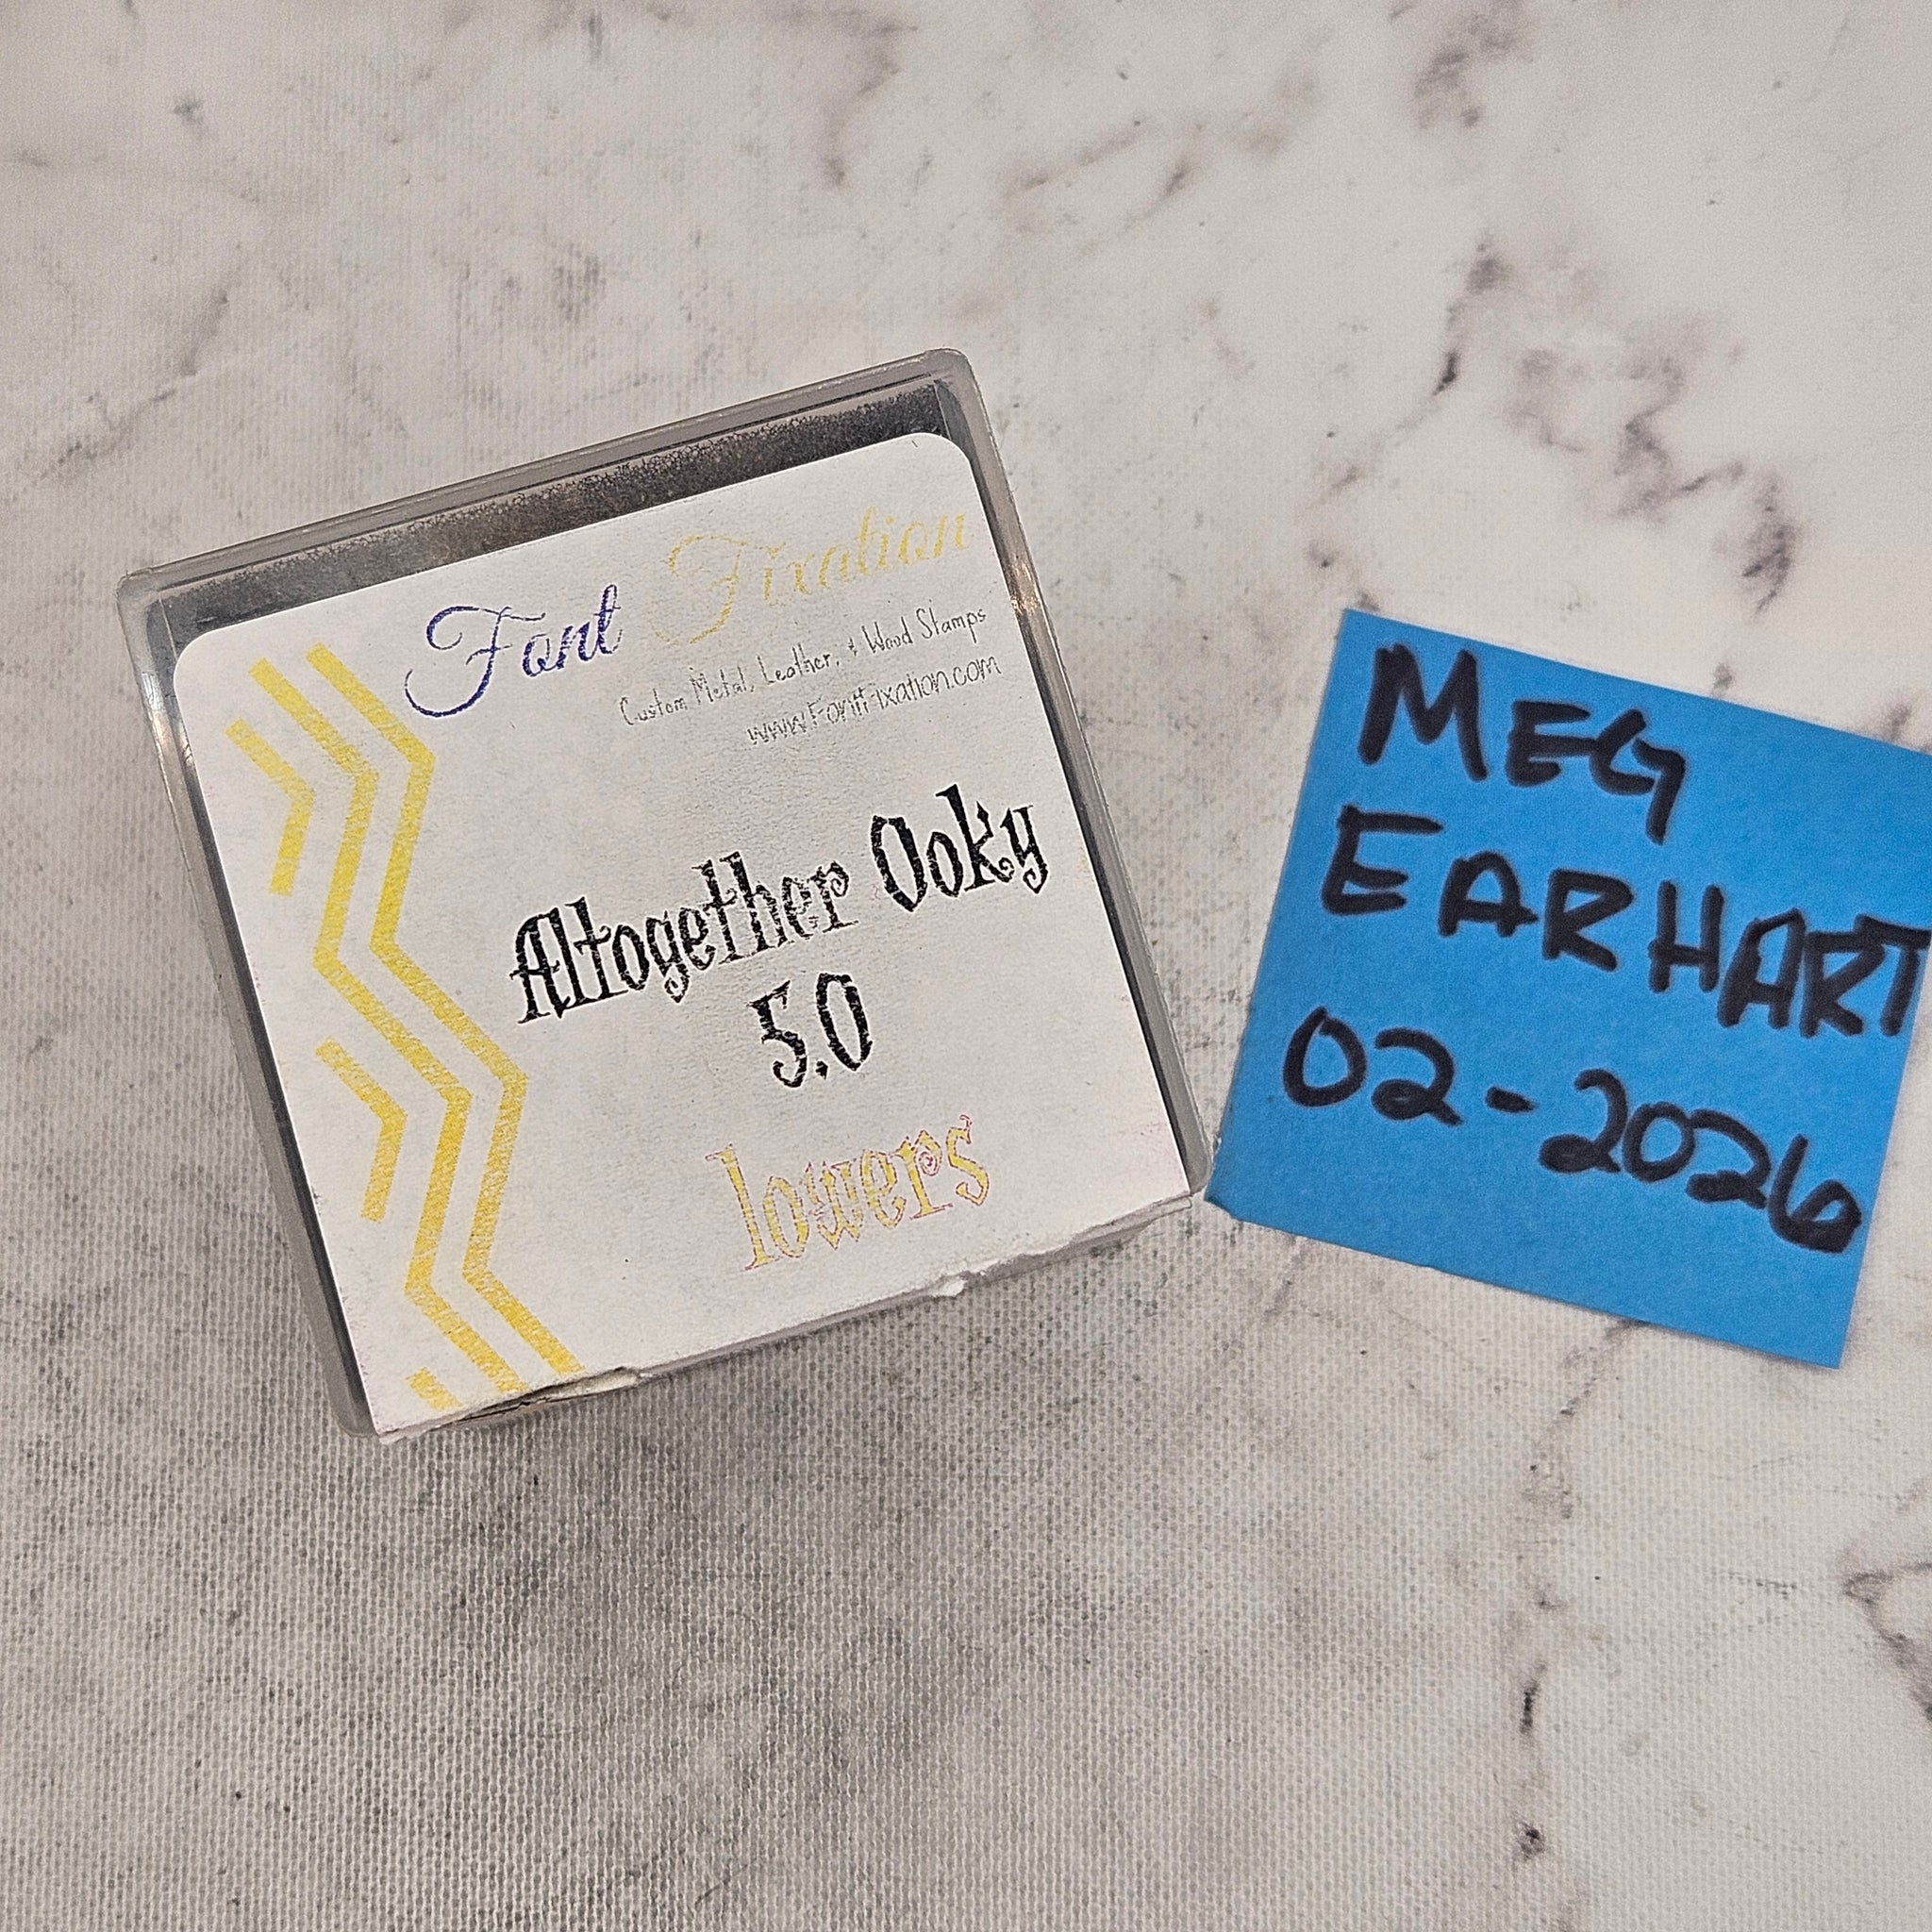 Font Fixation
Custom Metal, Leather, & Wood Stamps
www.FontFixation.com
Altogether Ooky
5.0
lowers
MEG
EARHART
02-2026